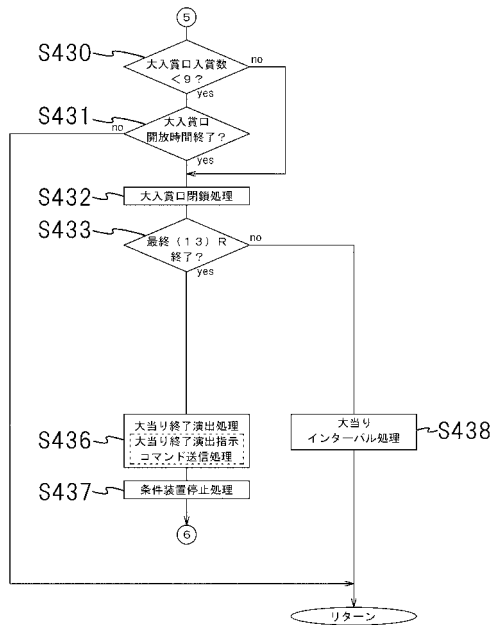 5
S430
大入賞口入賞数
<9?
no
yes
S431
大入賞口
開放時間終了?
no
yes
S432
大入賞口閉鎖処理
S433
最終(13)R
終了?
no
yes
S436
大当り終了演出処理
大当り終了演出指示
コマンド送信処理
大当り
インターバル処理
S438
S437
条件装置停止処理
6
リターン